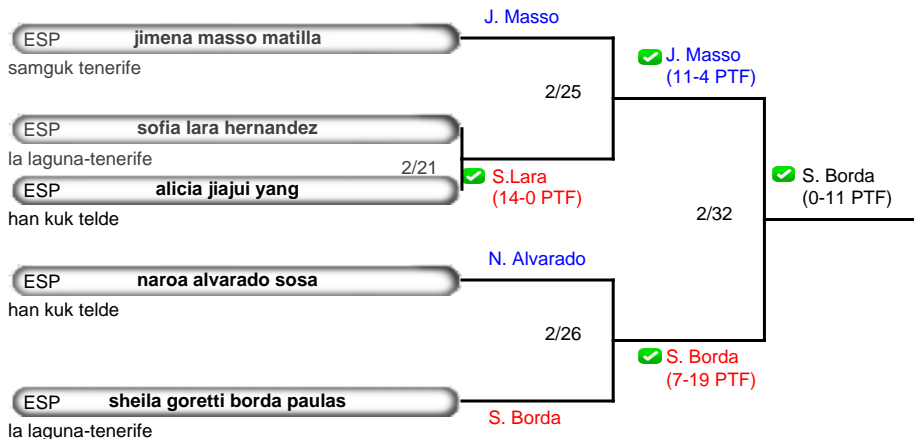 J. Masso
ESP jimena masso matilla
samguk tenerife
J. Masso
(11-4 PTF)
2/25
ESP sofia lara hernandez
la laguna-tenerife
2/21
S.Lara
(14-0 PTF)
ESP alicia jiajui yang
han kuk telde
S. Borda
(0-11 PTF)
2/32
N. Alvarado
ESP naroa alvarado sosa
han kuk telde
2/26
S. Borda
(7-19 PTF)
ESP sheila goretti borda paulas
la laguna-tenerife
S. Borda